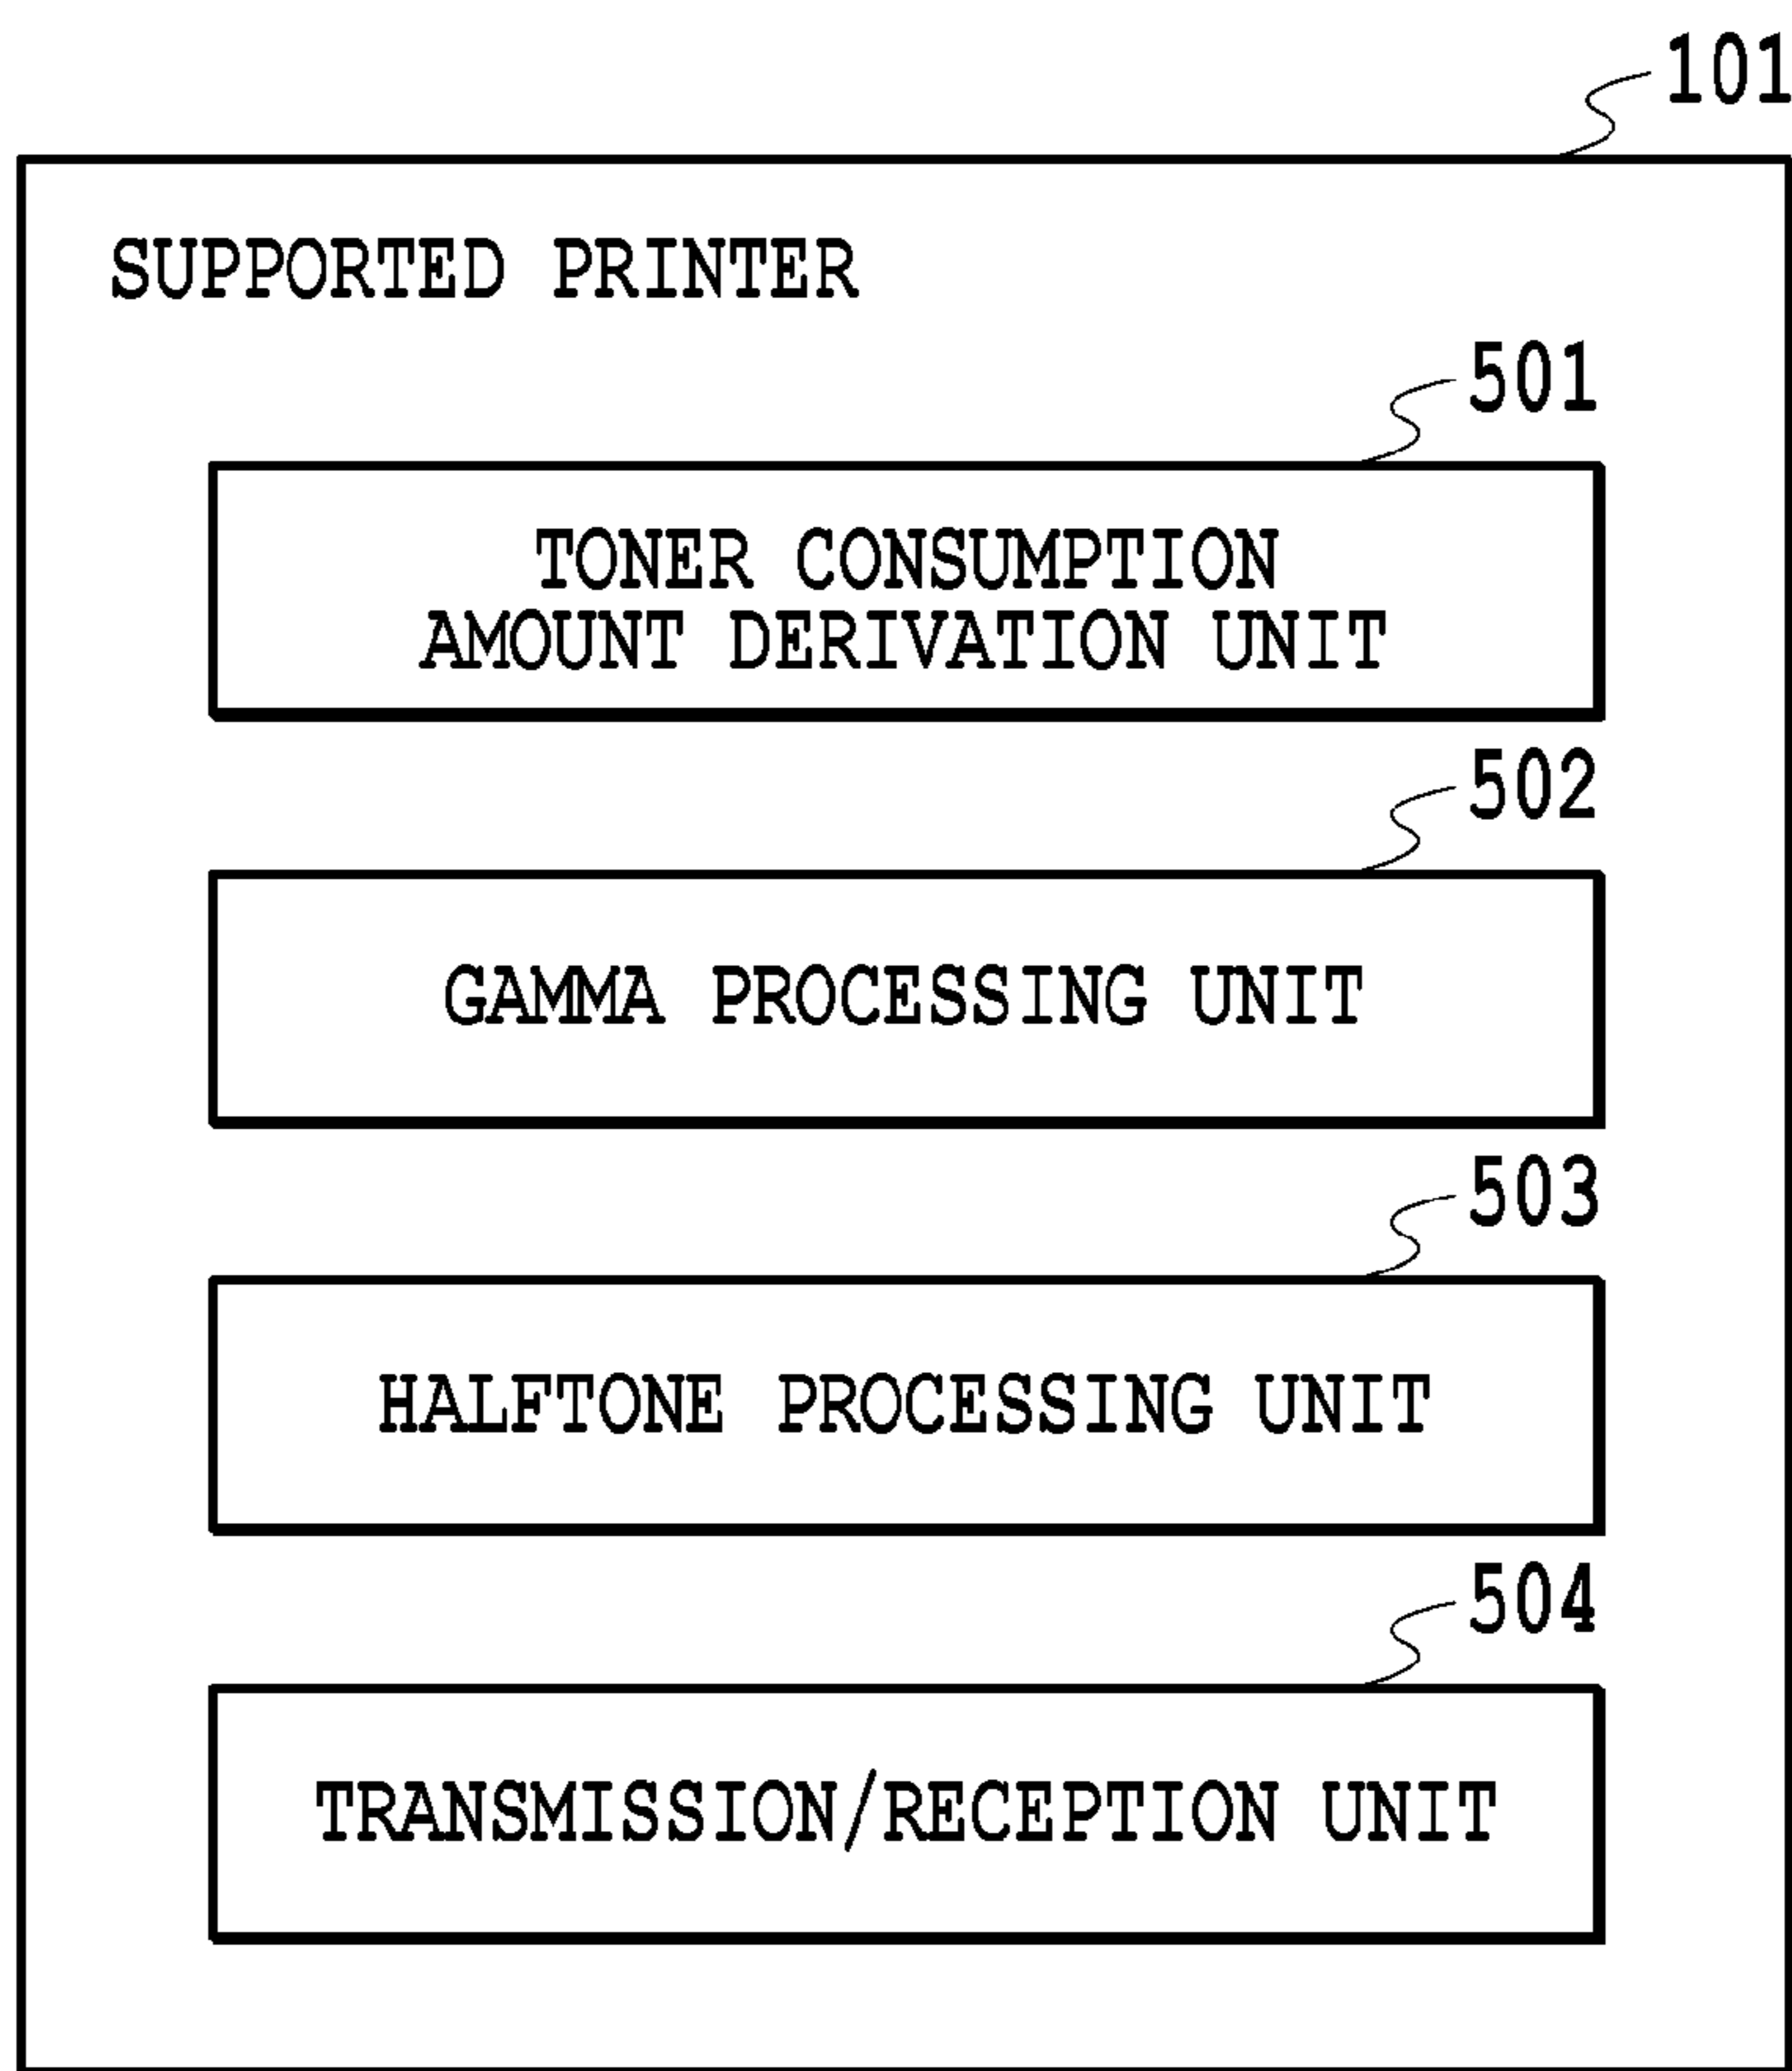 101
SUPPORTED PRINTER
501
TONER CONSUMPTION
AMOUNT DERIVATION UNIT
502
GAMMA PROCESSING UNIT
503
HALFTONE PROCESSING UNIT
504
TRANSMISSION/RECEPTION UNIT